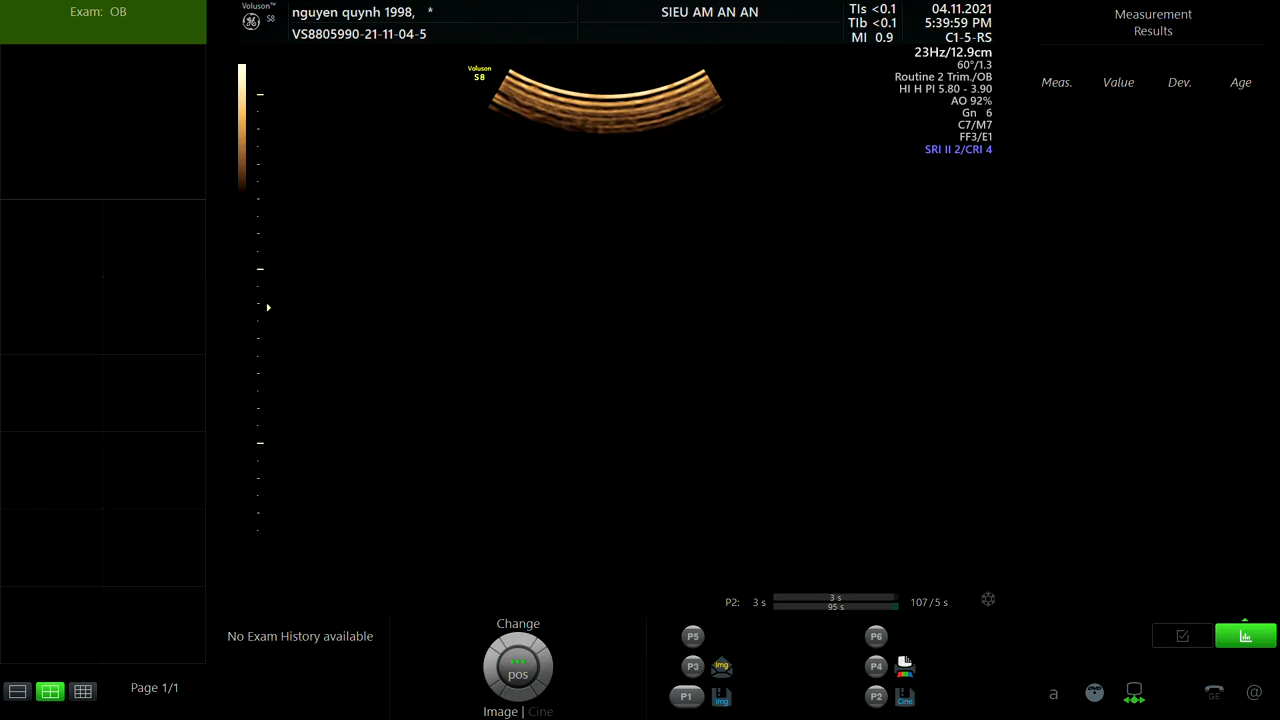 Exam: OB
Voluson™
S8
nguyen quynh 1998, *
VS8805990-21-11-04-5
SIEU AM AN AN
TIs <0.1
TIb <0.1
MI 0.9
04.11.2021
5:39:59 PM
C1-5-RS
23Hz/12.9cm
60°/1.3
Routine 2 Trim./OB
HI H PI 5.80 - 3.90
AO 92%
Gn 6
C7/M7
FF3/E1
SRI II 2/CRI 4
Voluson
S8
Measurement
Results
Meas. Value Dev. Age
P2: 3 s
3 s
95 s
107/5 s
No Exam History available
Change
pos
Image | Cine
P5
P3 Img
P1 Img
P6
P4
P2 Cine
Page 1/1
a
GE
@